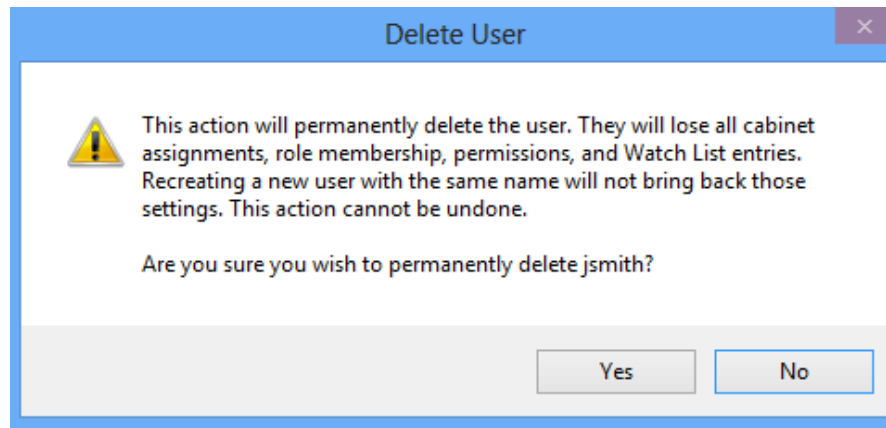 Delete User
This action will permanently delete the user. They will lose all cabinet
assignments, role membership, permissions, and Watch List entries.
Recreating a new user with the same name will not bring back those
settings. This action cannot be undone.
Are you sure you wish to permanently delete jsmith?
Yes
No